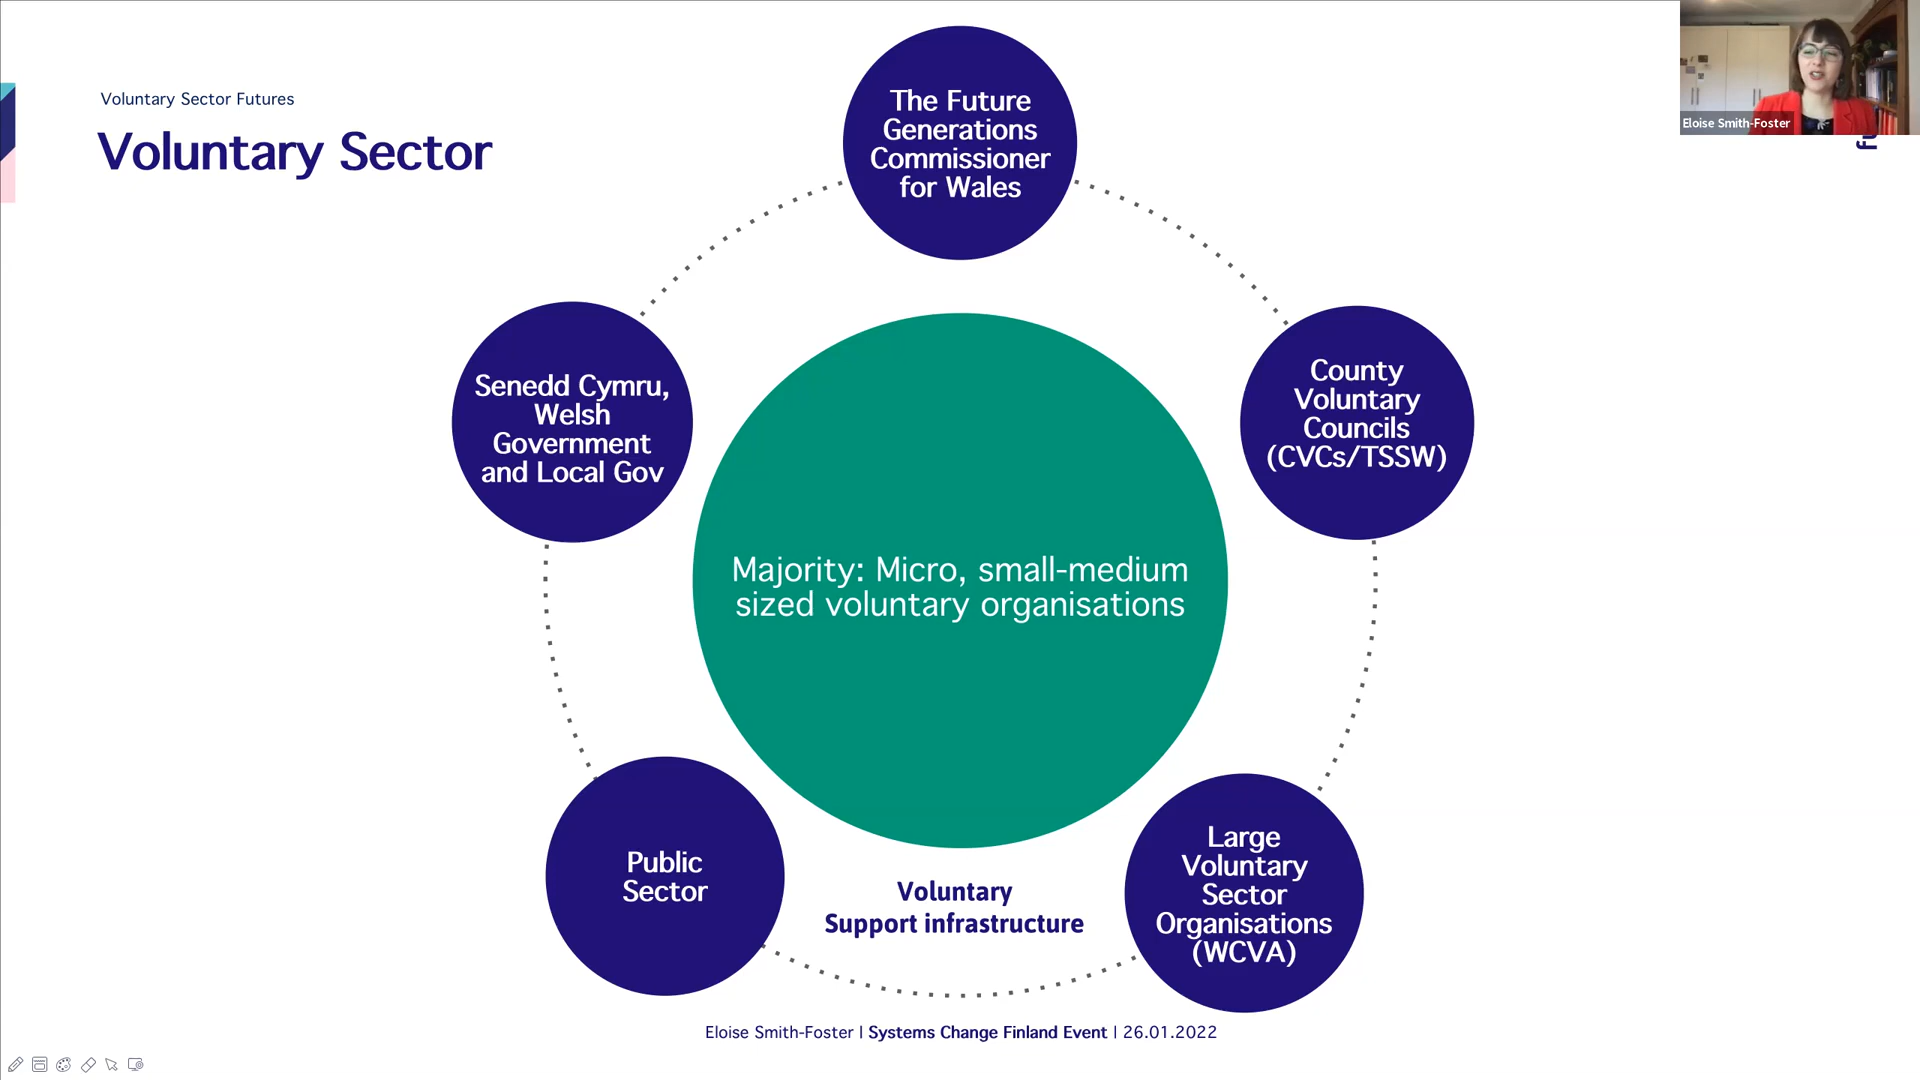 Voluntary Sector Futures
Voluntary Sector
The Future
Generations
Commissioner
for Wales
Eloise Smith-Foster
Senedd Cymru,
Welsh
Government
and Local Gov
County
Voluntary
Councils
(CVCs/TSSW)
Majority: Micro, small-medium
sized voluntary organisations
Public
Sector
Voluntary
Support infrastructure
Large
Voluntary
Sector
Organisations
(WCVA)
Eloise Smith-Foster | Systems Change Finland Event | 26.01.2022